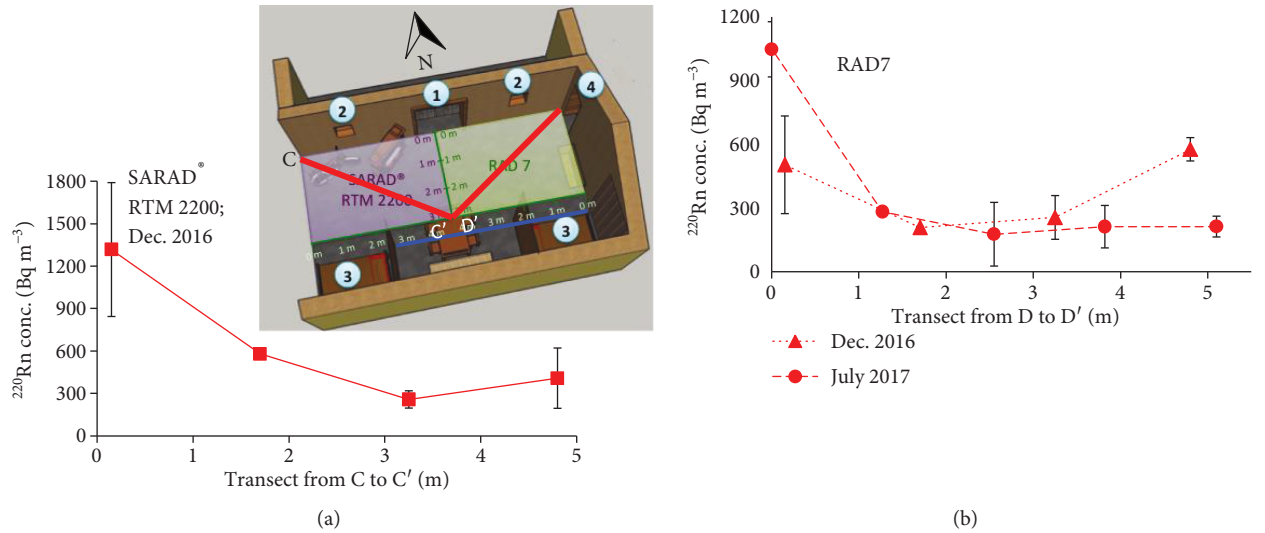 SARAD®
RTM 2200;
Dec. 2016
²²⁰Rn conc. (Bq m⁻³)
1800
1500
1200
900
600
300
0
0 1 2 3 4 5
Transect from C to C′ (m)
(a)
N
1
2
2
4
3
3
C
0 m
0 m
1 m
1 m
2 m
2 m
SARAD®
RTM 2200
RAD 7
C′ D′
1 m 2 m 3 m
3 m 2 m 1 m 0 m
²²⁰Rn conc. (Bq m⁻³)
1200
900
600
300
0
RAD7
0 1 2 3 4 5
Transect from D to D′ (m)
Dec. 2016
July 2017
(b)